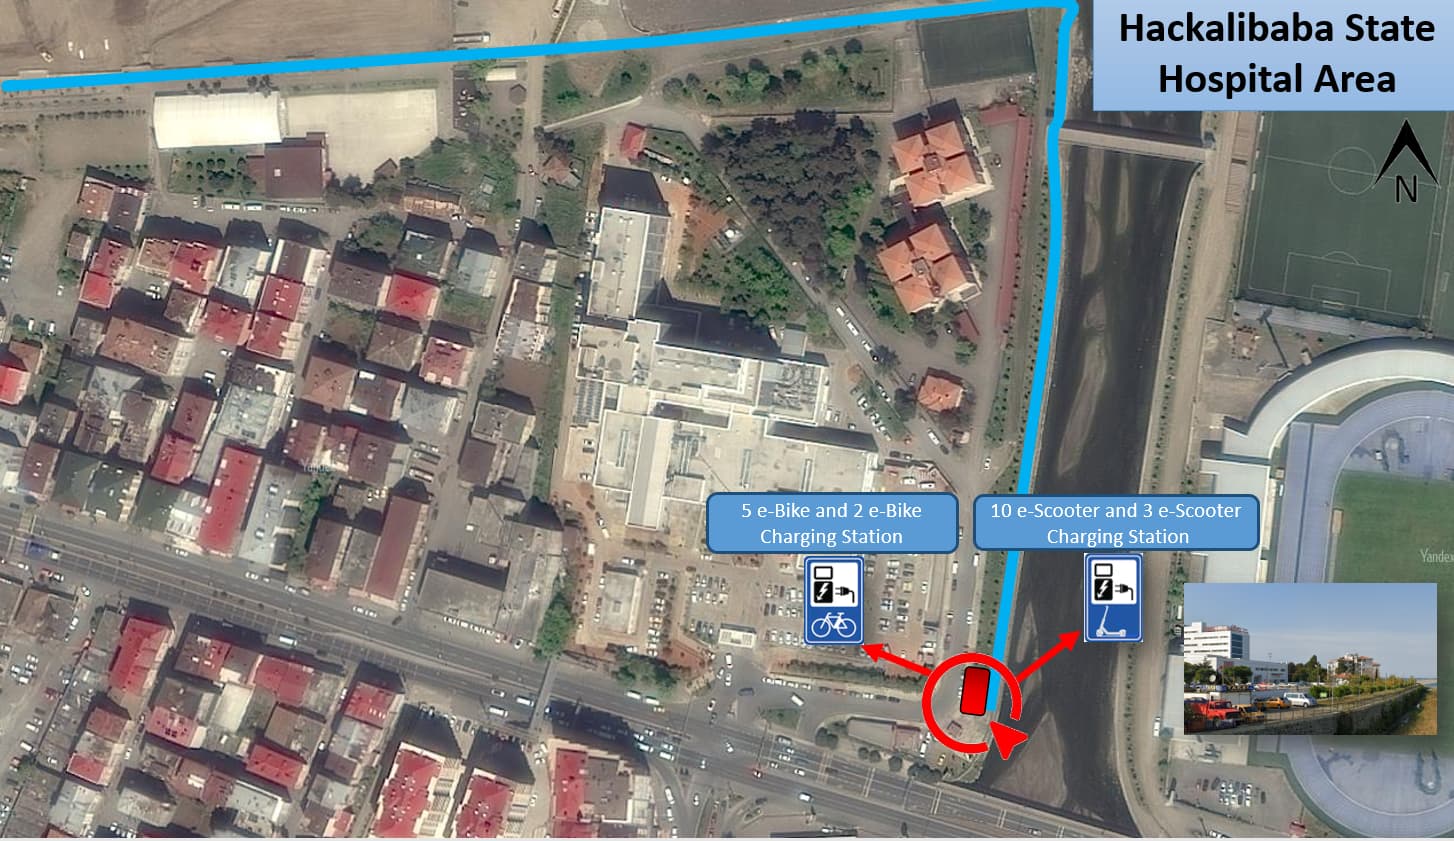 Hackalibaba State
Hospital Area
N
Yandex
5 e-Bike and 2 e-Bike
Charging Station
10 e-Scooter and 3 e-Scooter
Charging Station
Yandex